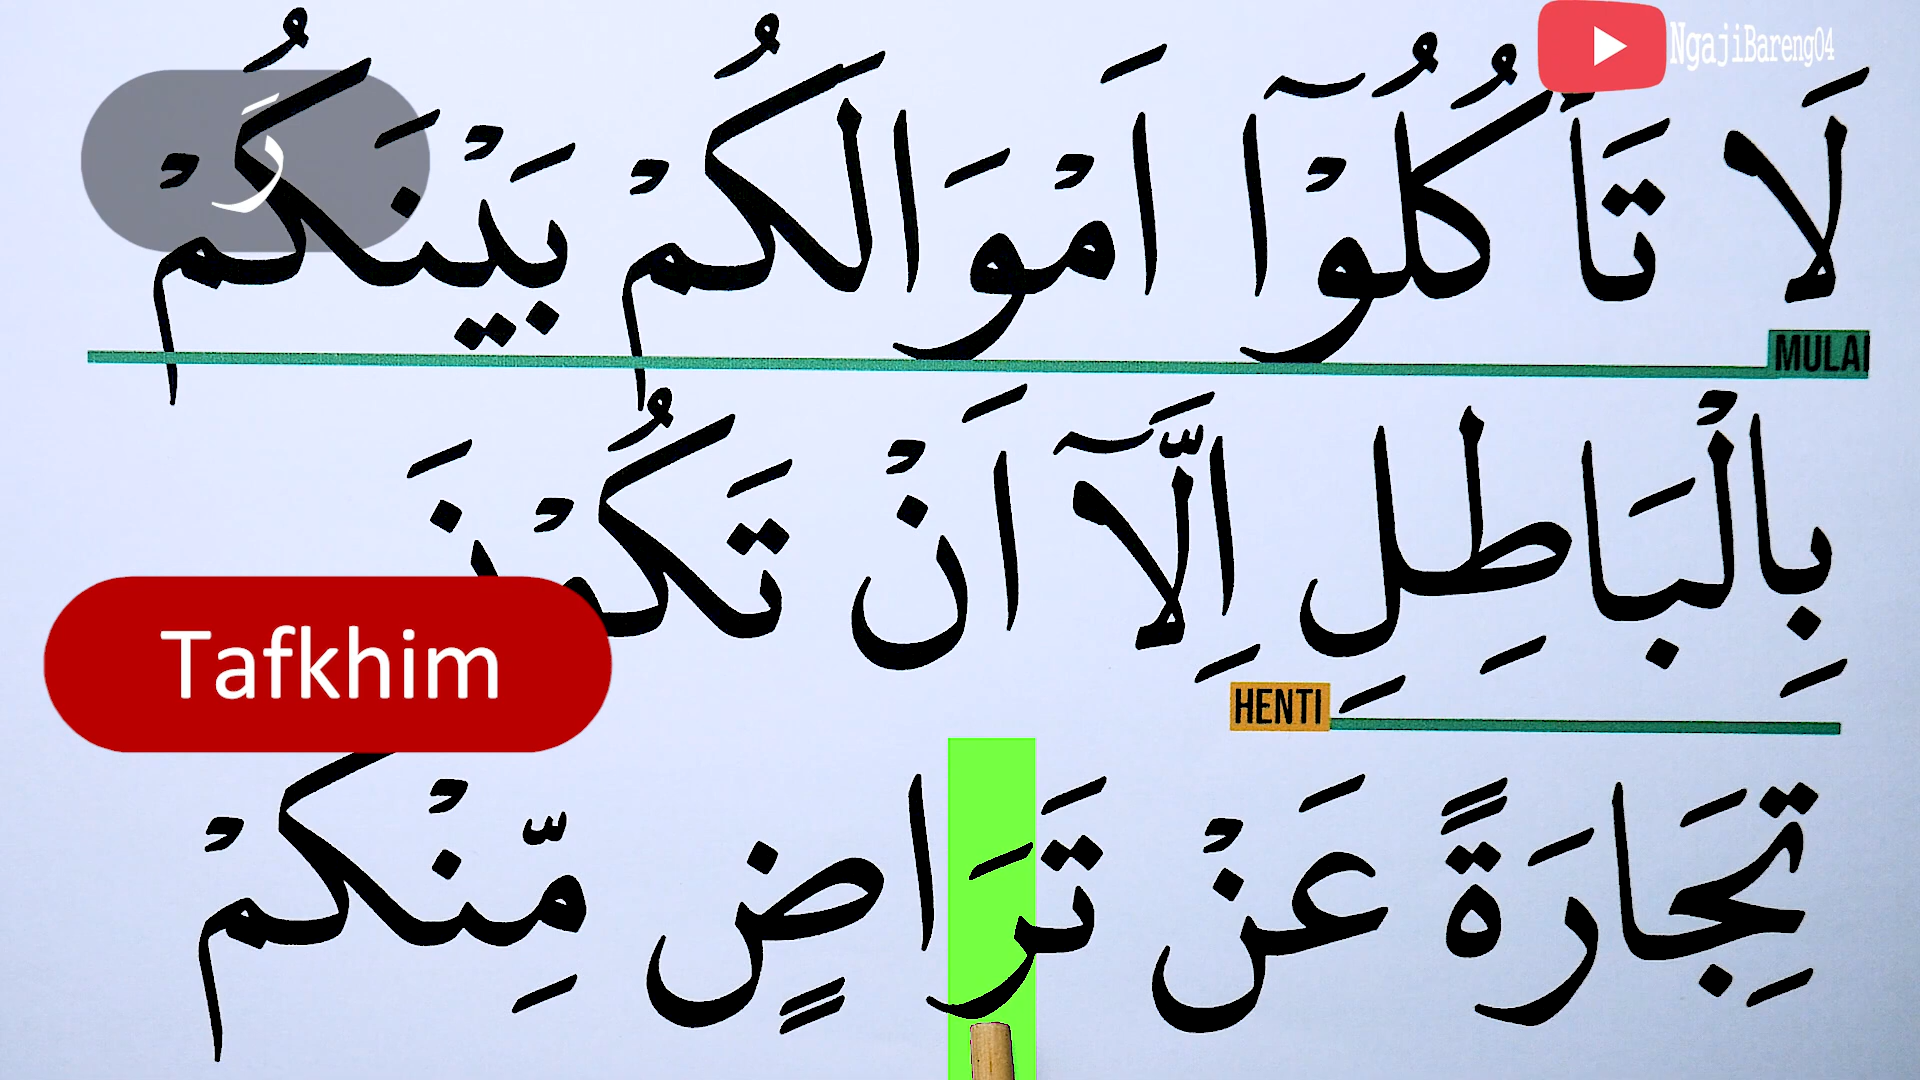 NgajiBareng04
رَ
لَا تَأْكُلُوْٓا اَمْوَالَكُمْ بَيْنَكُمْ
MULAI
بِالْبَاطِلِ اِلَّآ اَنْ تَكُوْنَ
Tafkhim
HENTI
تِجَارَةً عَنْ تَرَاضٍ مِّنْكُمْ